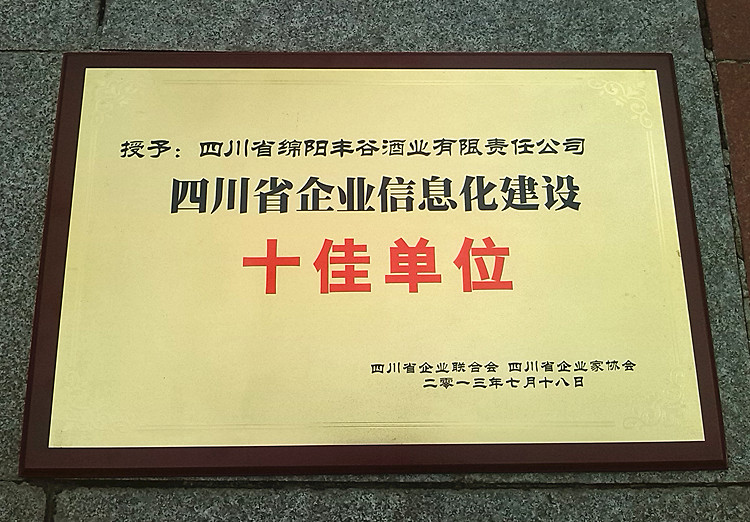 授予：四川省绵阳丰谷酒业有限责任公司
四川省企业信息化建设
十佳单位
四川省企业联合会 四川省企业家协会
二零一三年七月十八日